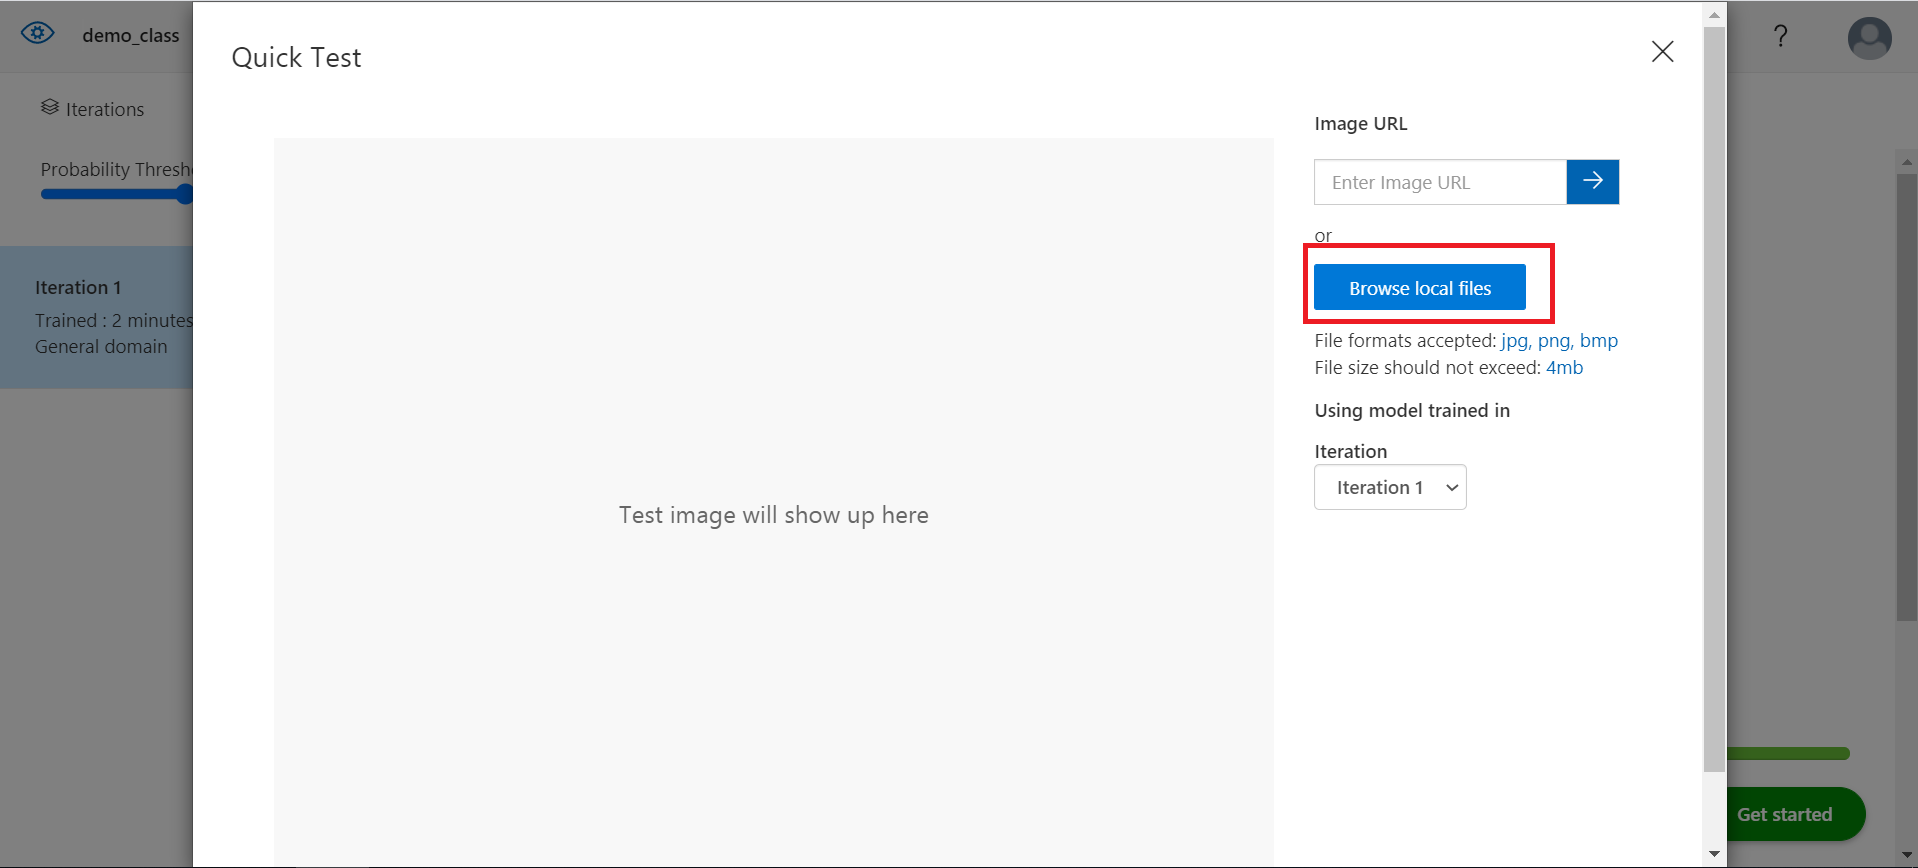 demo_class
?
Iterations
Probability Thresh
Iteration 1
Trained : 2 minutes
General domain
Quick Test
Test image will show up here
Image URL
Enter Image URL
or
Browse local files
File formats accepted: jpg, png, bmp
File size should not exceed: 4mb
Using model trained in
Iteration
Iteration 1
Get started